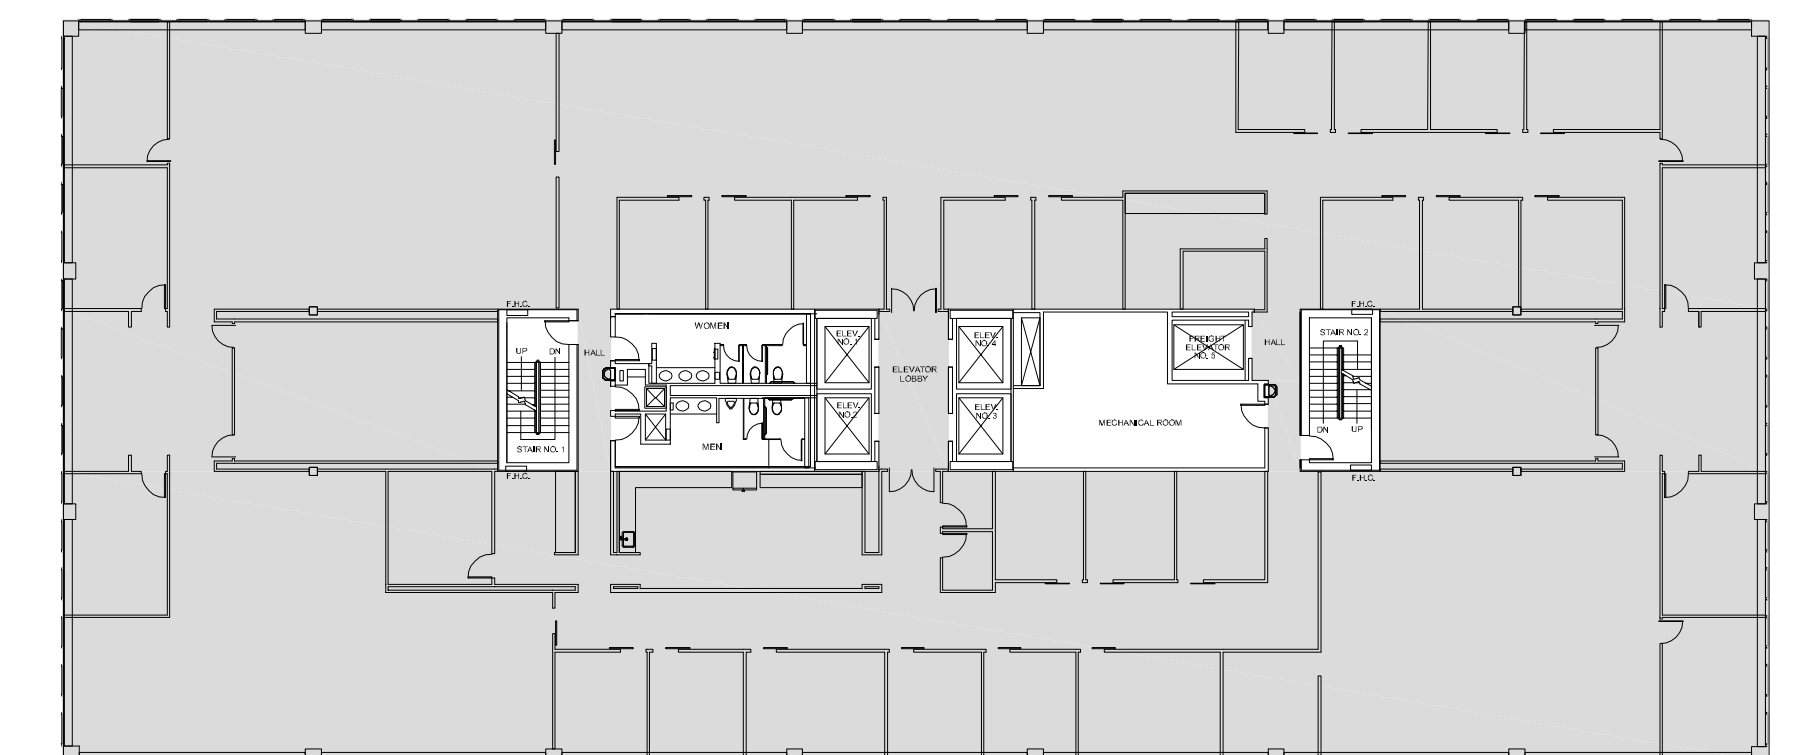 F.H.C.
F.H.C.
WOMEN
STAIR NO. 2
ELEV.
NO. 1
ELEV.
NO. 4
FREIGHT
ELEVATOR
NO. 5
HALL
UP
DN
HALL
ELEVATOR
LOBBY
ELEV.
NO.2
ELEV.
NO. 3
MECHANICAL ROOM
DN
UP
MEN
STAIR NO. 1
F.H.C.
F.H.C.